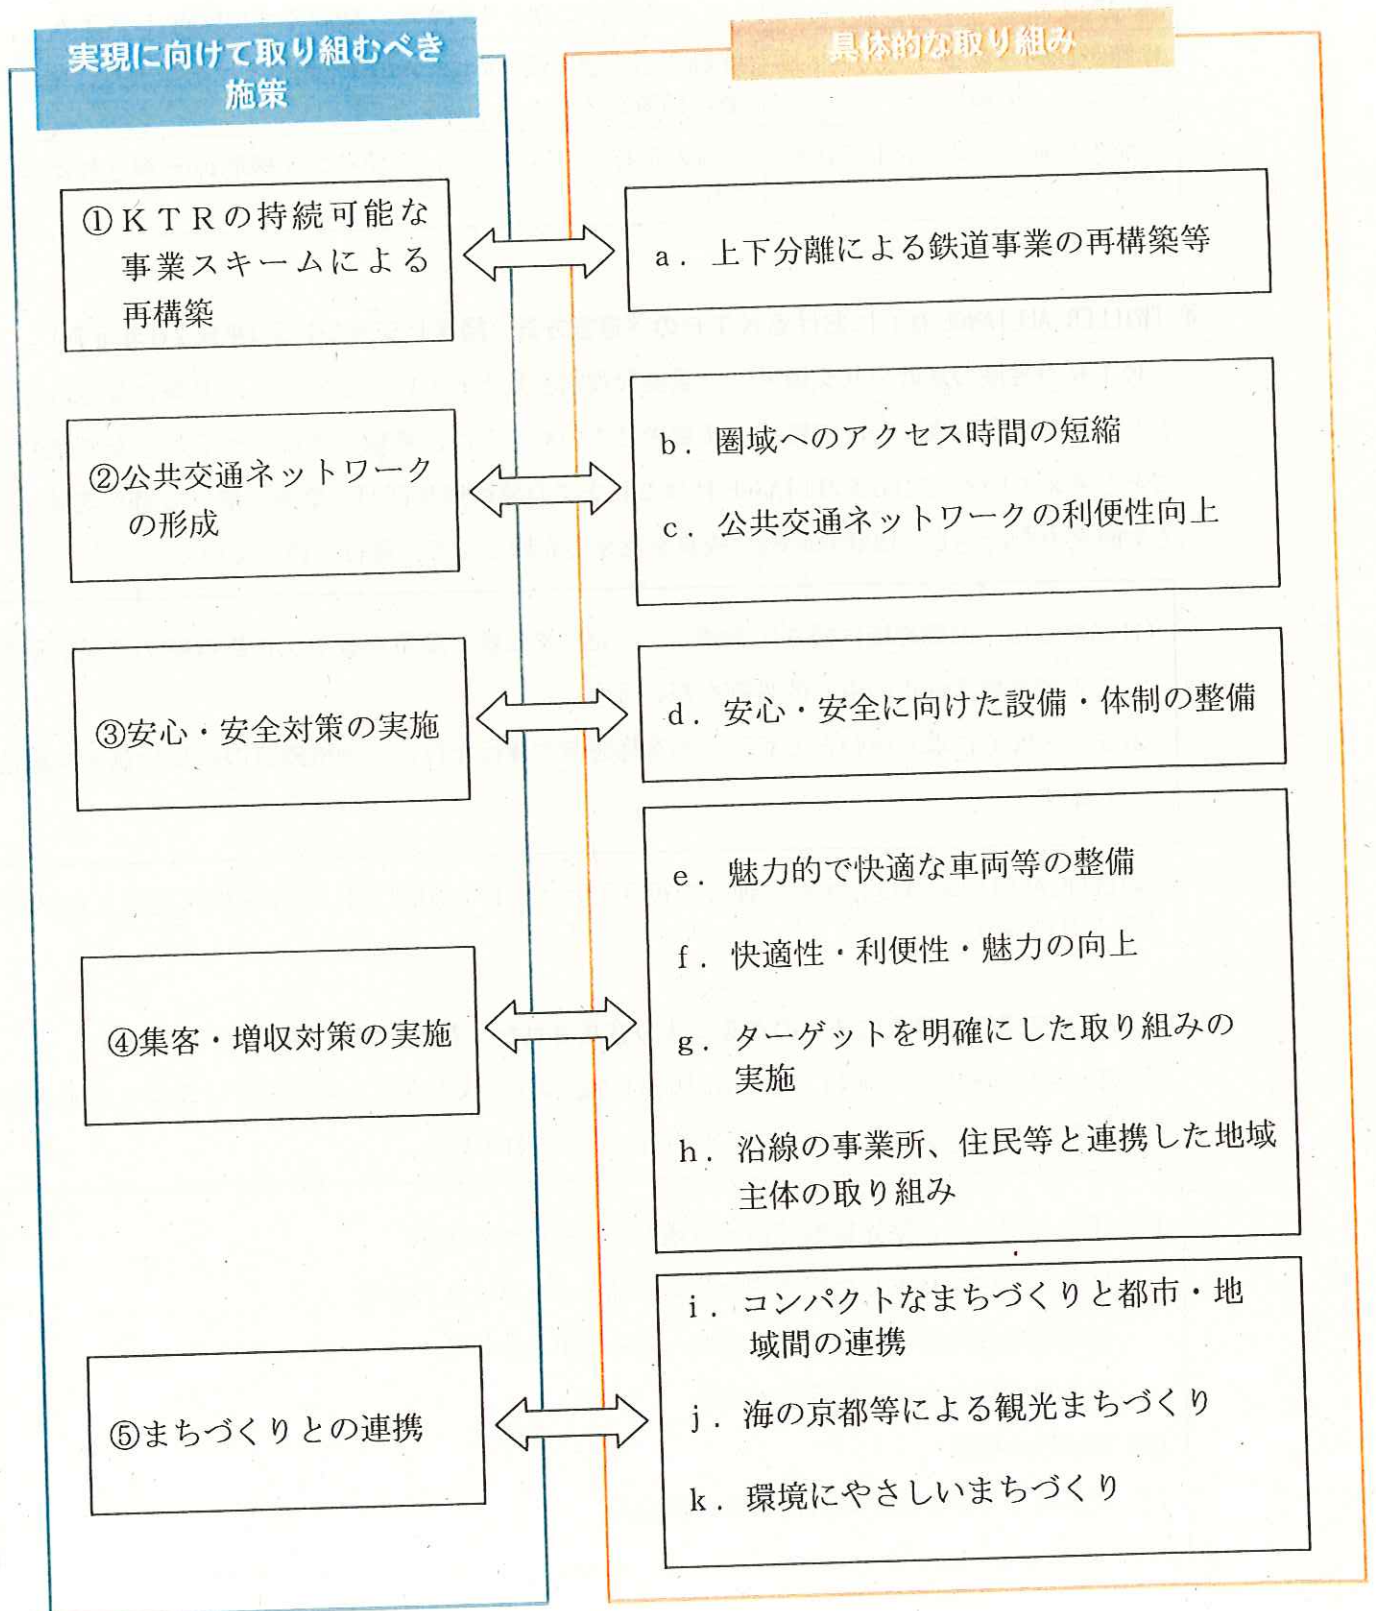 実現に向けて取り組むべき
施策
具体的な取り組み
①KTRの持続可能な
事業スキームによる
再構築
a．上下分離による鉄道事業の再構築等
②公共交通ネットワーク
の形成
b．圏域へのアクセス時間の短縮
c．公共交通ネットワークの利便性向上
③安心・安全対策の実施
d．安心・安全に向けた設備・体制の整備
④集客・増収対策の実施
e．魅力的で快適な車両等の整備
f．快適性・利便性・魅力の向上
g．ターゲットを明確にした取り組みの
実施
h．沿線の事業所、住民等と連携した地域
主体の取り組み
⑤まちづくりとの連携
i．コンパクトなまちづくりと都市・地
域間の連携
j．海の京都等による観光まちづくり
k．環境にやさしいまちづくり